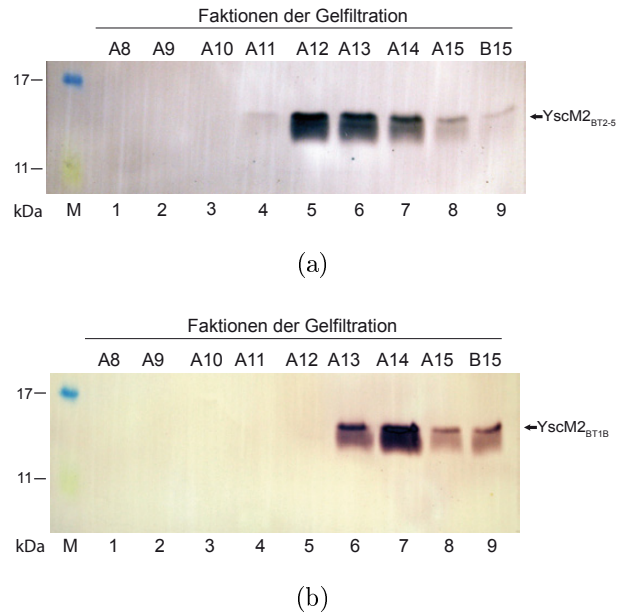 Faktionen der Gelfiltration
A8 A9 A10 A11 A12 A13 A14 A15 B15
17
YscM2BT2-5
11
kDa M 1 2 3 4 5 6 7 8 9
(a)
Faktionen der Gelfiltration
A8 A9 A10 A11 A12 A13 A14 A15 B15
17
YscM2BT1B
11
kDa M 1 2 3 4 5 6 7 8 9
(b)